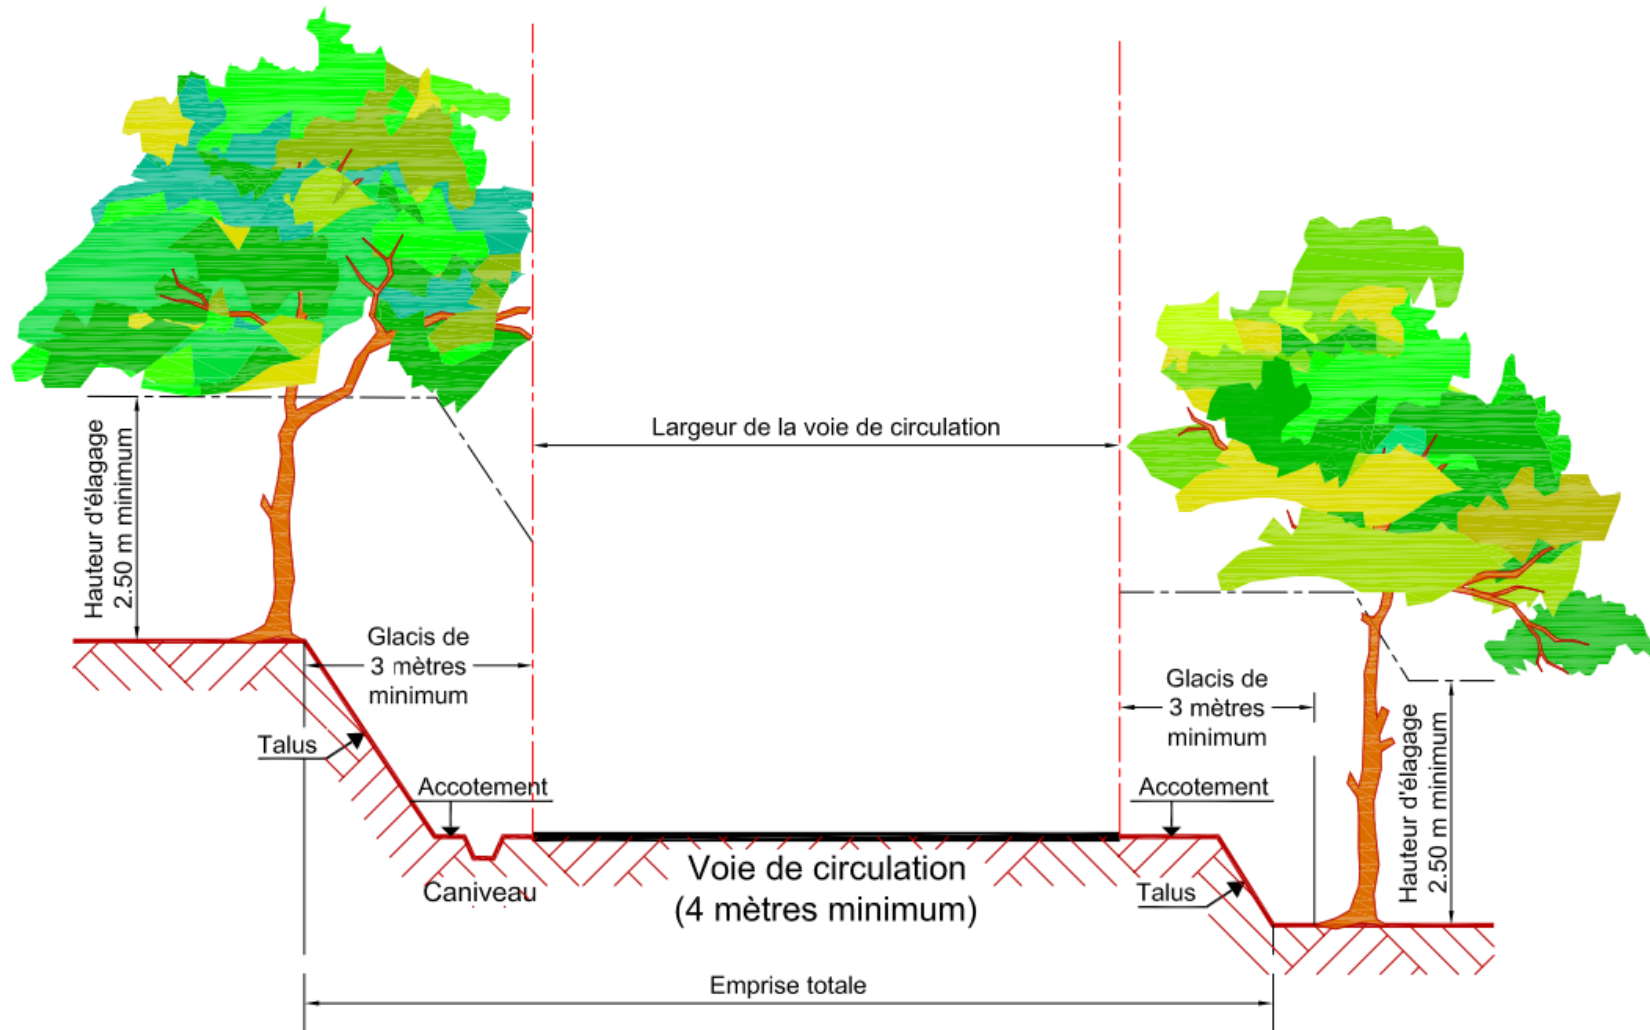 Largeur de la voie de circulation
Hauteur d'élagage
2.50 m minimum
Glacis de
3 mètres
minimum
Talus
Accotement
Caniveau
Voie de circulation
(4 mètres minimum)
Glacis de
3 mètres
minimum
Accotement
Talus
Hauteur d'élagage
2.50 m minimum
Emprise totale